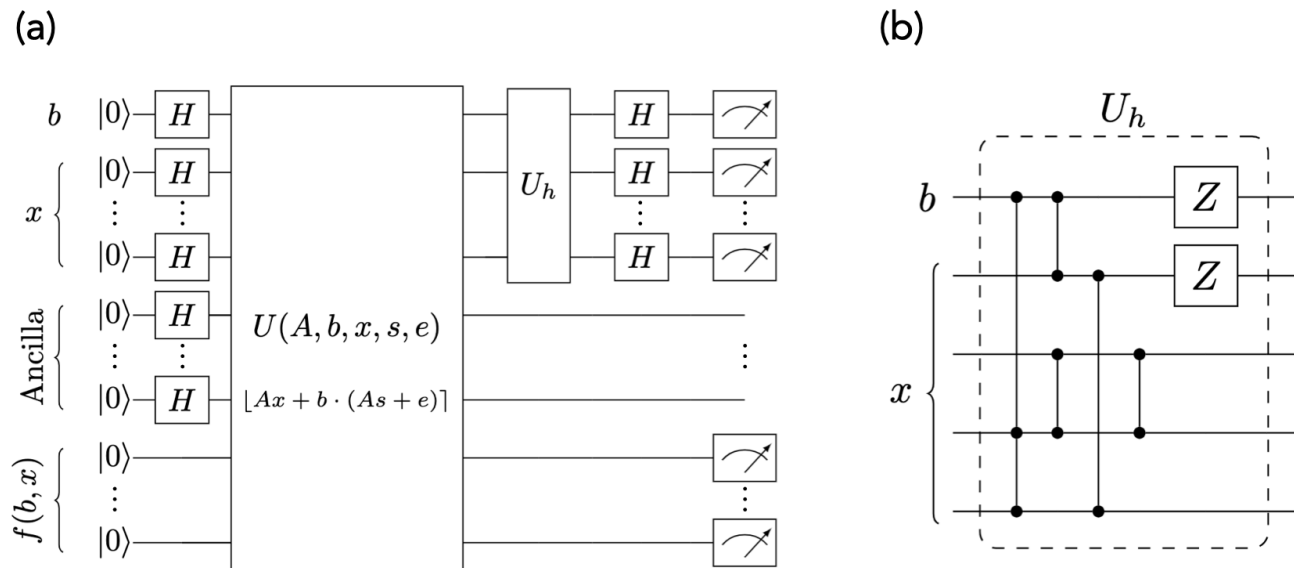 (a)
b |0⟩ H U_h H
x |0⟩ H H
|0⟩ H H
Ancilla |0⟩ H U(A, b, x, s, e)
|0⟩ H ⌊Ax + b · (As + e)⌉
f(b, x) |0⟩
|0⟩
(b)
U_h
b Z
Z
x